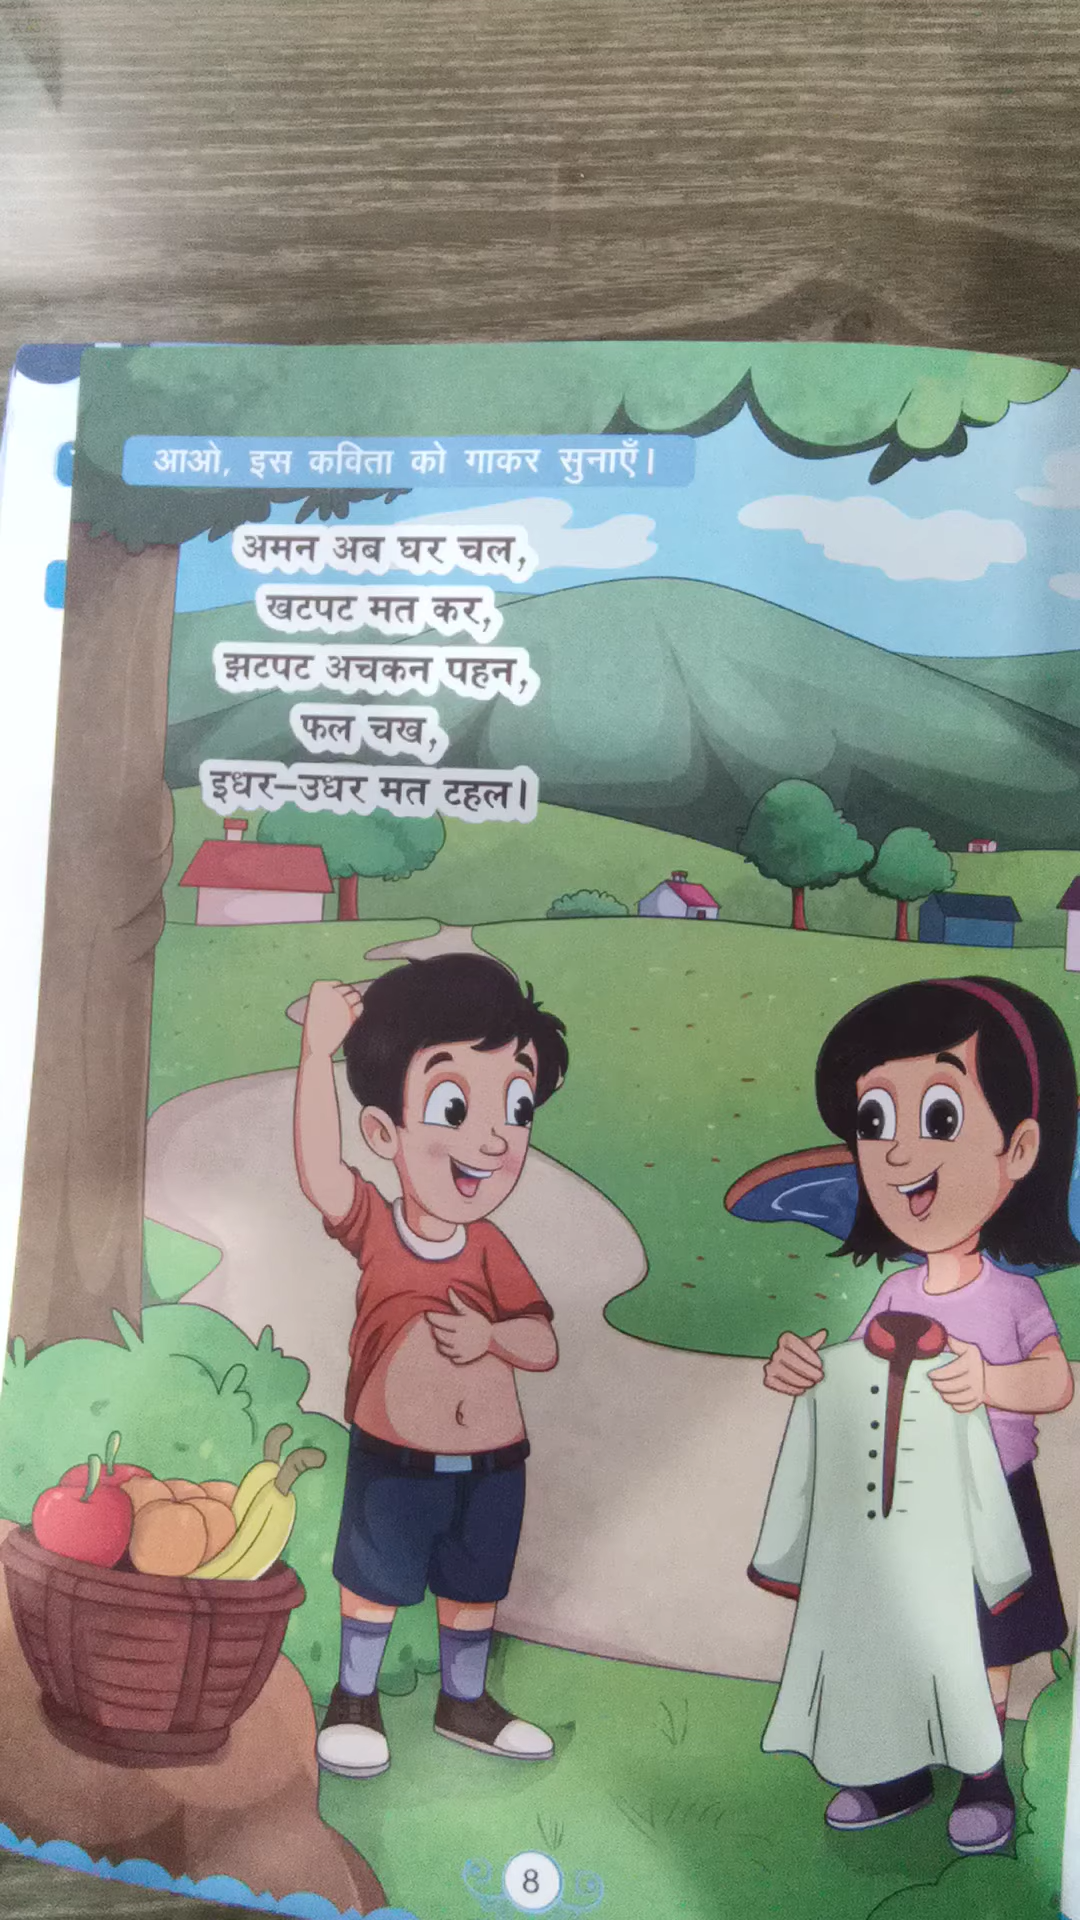 आओ, इस कविता को गाकर सुनाएँ।
अमन अब घर चल,
खटपट मत कर,
झटपट अचकन पहन,
फल चख,
इधर–उधर मत टहल।
8